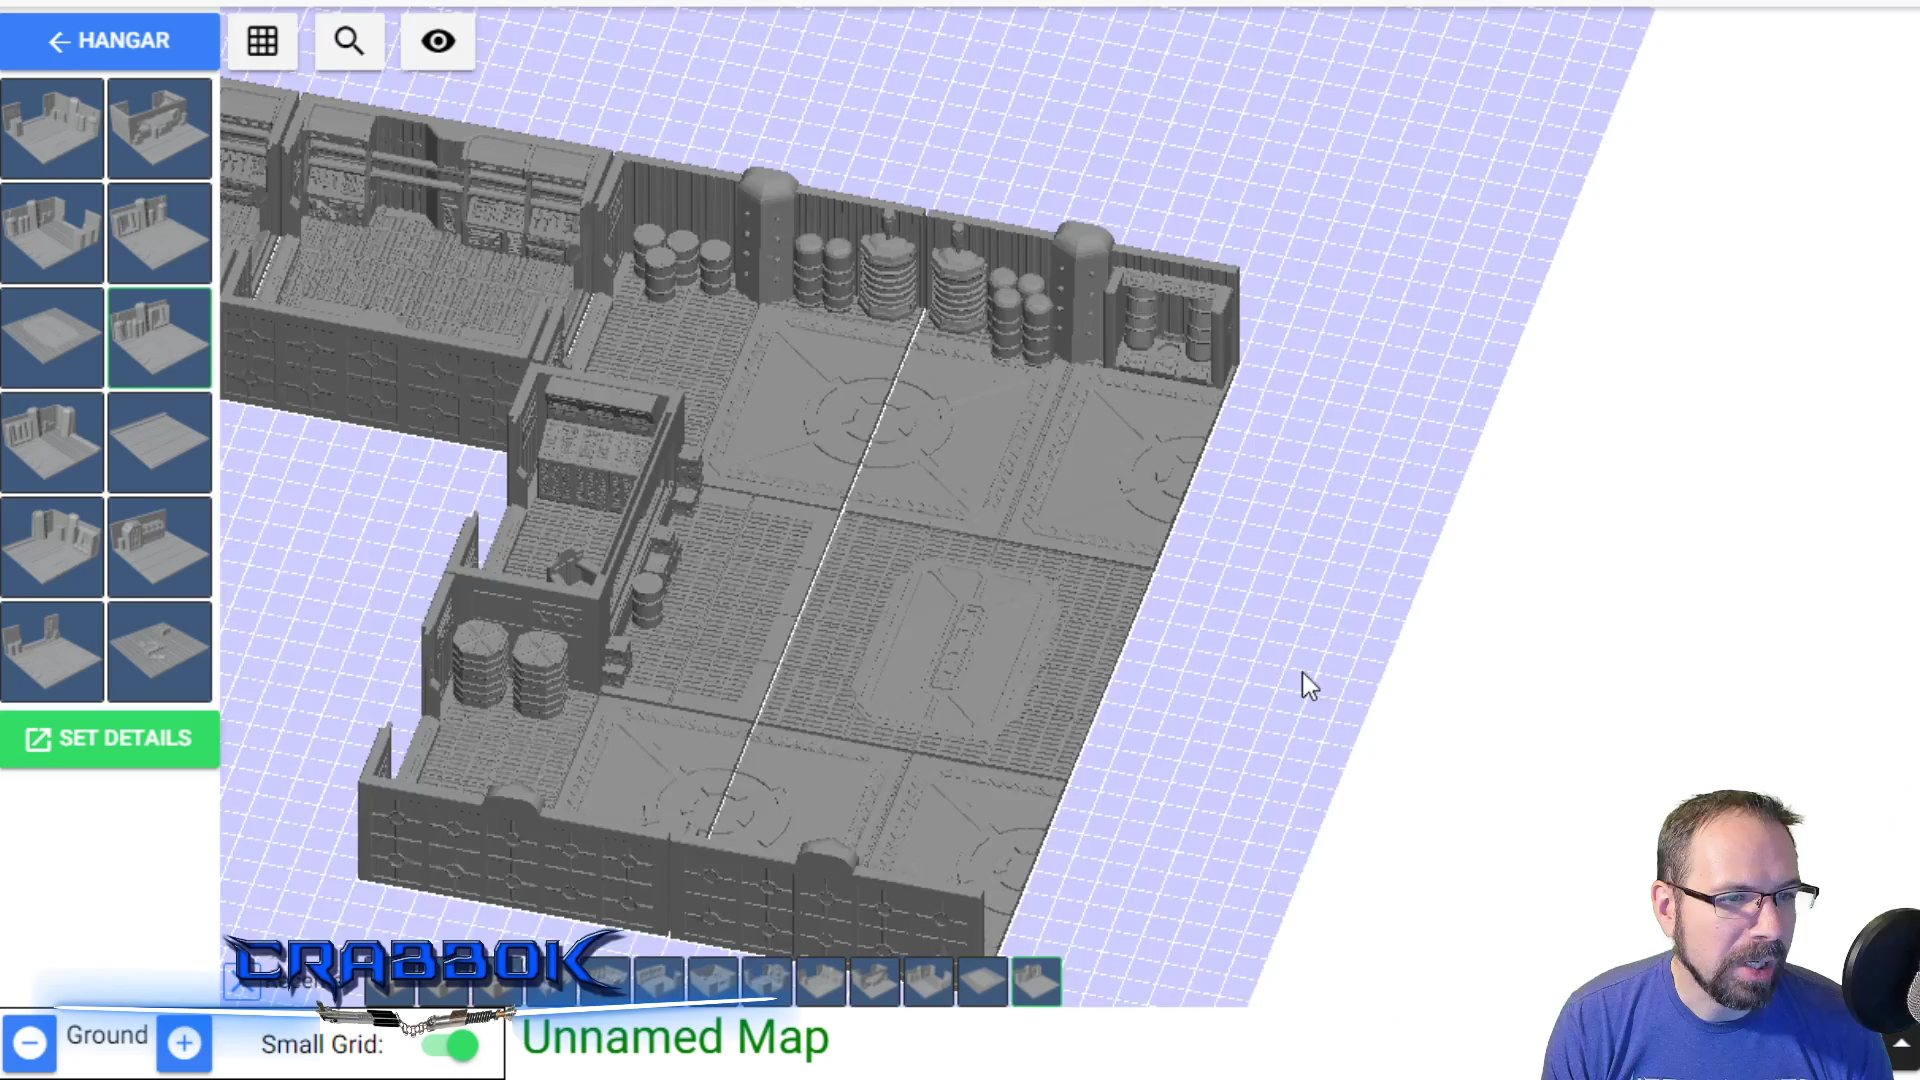 HANGAR
SET DETAILS
CRABBOK
Ground
Small Grid:
Unnamed Map